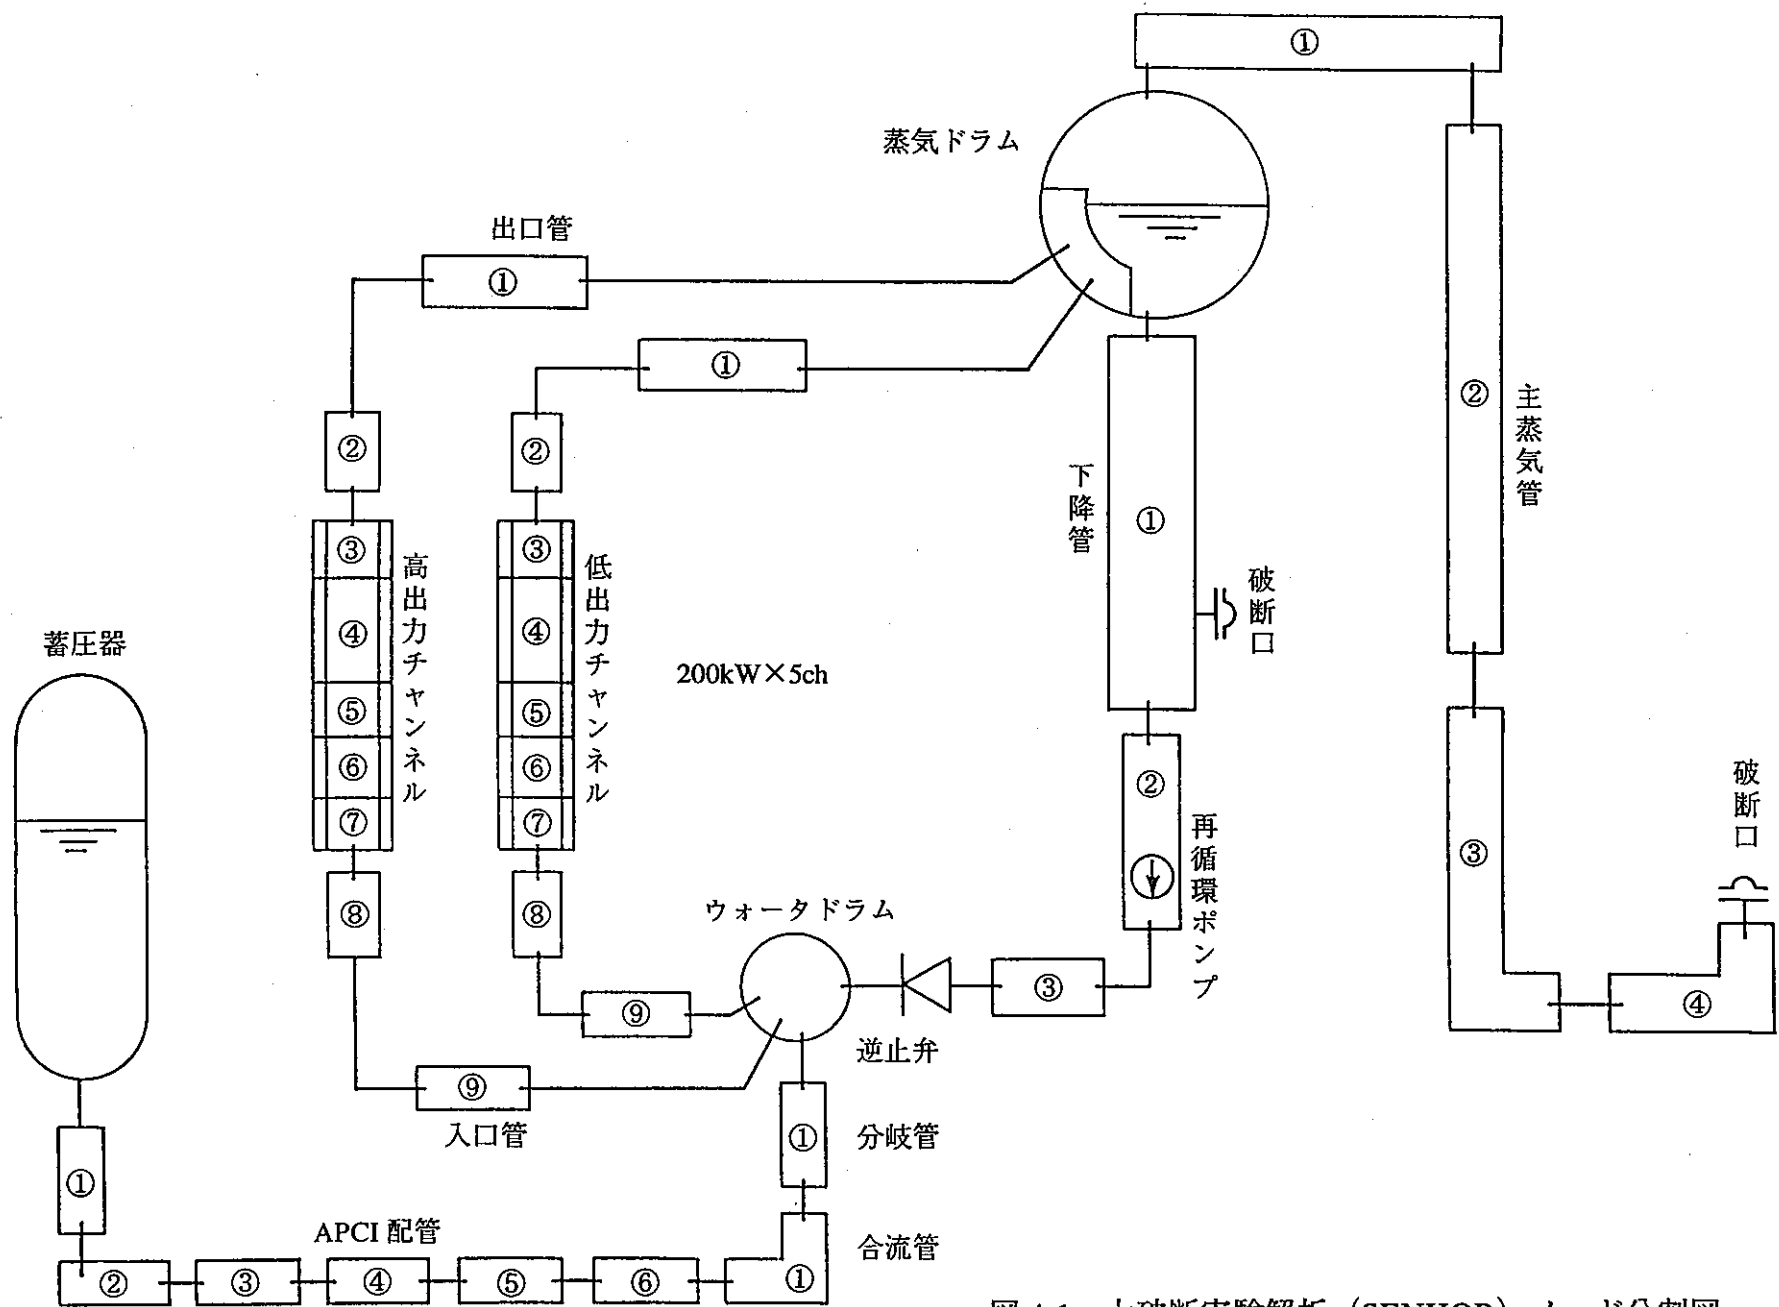 ①
蒸気ドラム
出口管
①
①
②
主蒸気管
②
②
下降管
①
③
③
高出力チャンネル
低出力チャンネル
破断口
④
④
蓄圧器
200kW×5ch
⑤
⑤
⑥
⑥
②
⑦
⑦
再循環ポンプ
③
破断口
⑧
⑧
ウォータドラム
③
④
⑨
逆止弁
⑨
入口管
①
分岐管
①
APCI 配管
合流管
②
③
④
⑤
⑥
①